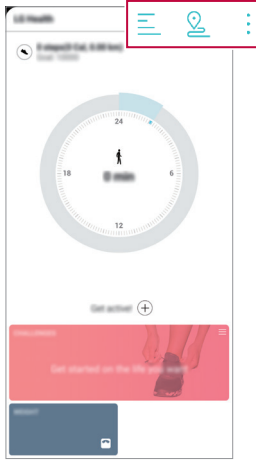 LG Health
0 steps(0 Cal, 0.00 km)
Goal: 10000
24
18
6
0 min
12
Get active!
CHALLENGES
Get started on the life you want
WEIGHT